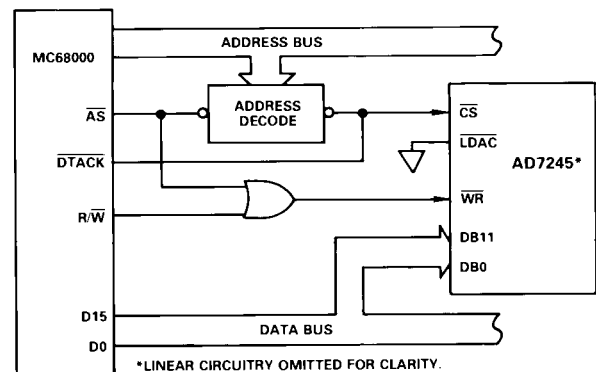 ADDRESS BUS
MC68000
ADDRESS
DECODE
AS
CS
DTACK
LDAC
AD7245*
R/W
WR
DB11
DB0
D15
DATA BUS
D0
*LINEAR CIRCUITRY OMITTED FOR CLARITY.